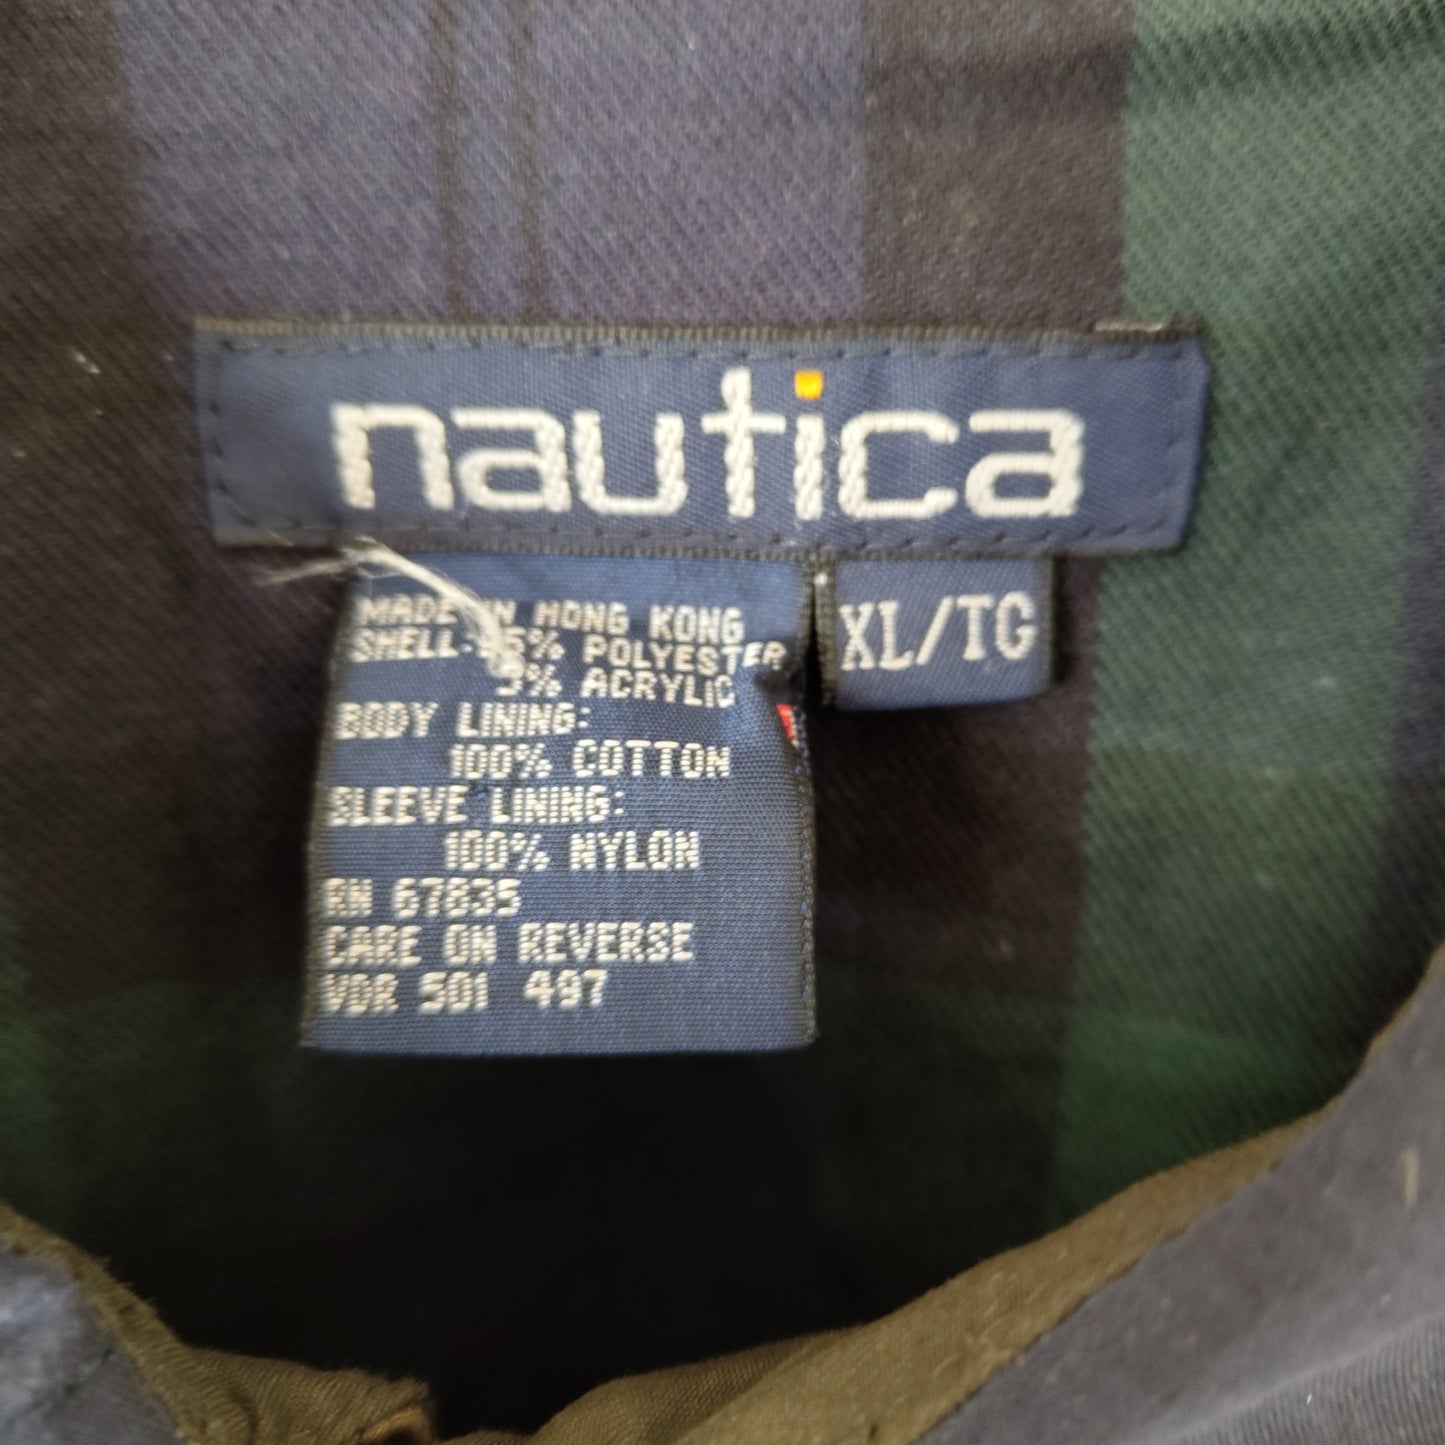 nautica
XL/TG
MADE IN HONG KONG
SHELL- POLYESTER
ACRYLIC
BODY LINING:
100% COTTON
SLEEVE LINING:
100% NYLON
RN 67835
CARE ON REVERSE
VDR 501 497